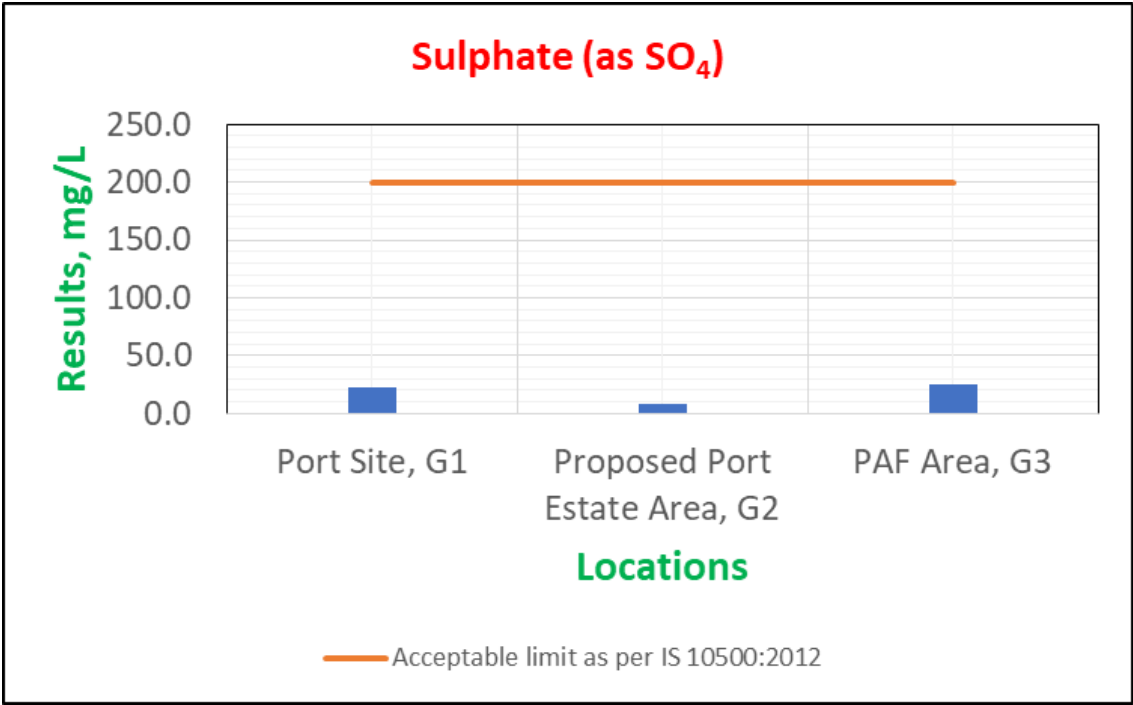 Sulphate (as SO₄)
Results, mg/L
250.0
200.0
150.0
100.0
50.0
0.0
Port Site, G1
Proposed Port
Estate Area, G2
PAF Area, G3
Locations
Acceptable limit as per IS 10500:2012